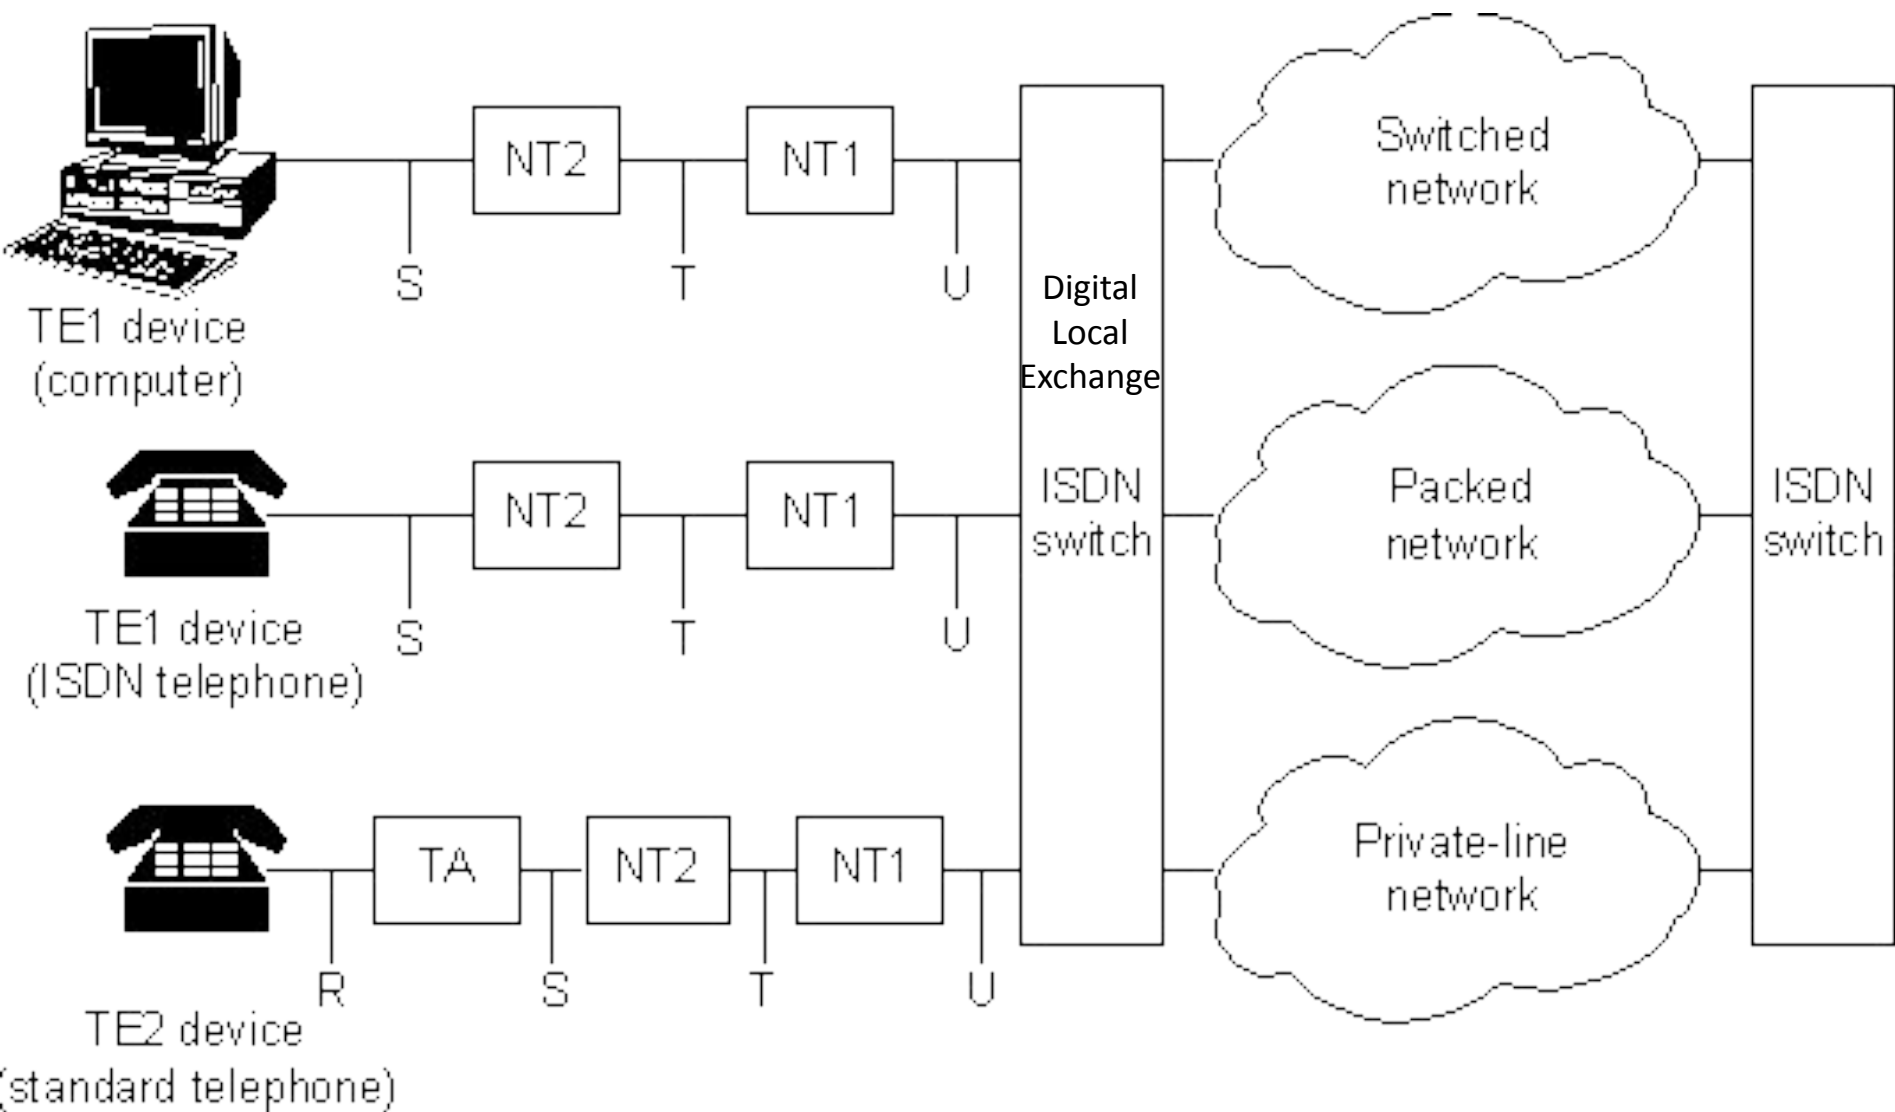 NT2
NT1
S
T
U
TE1 device
(computer)
NT2
NT1
S
T
U
TE1 device
(ISDN telephone)
TA
NT2
NT1
R
S
T
U
TE2 device
(standard telephone)
Digital
Local
Exchange
ISDN
switch
Switched
network
Packed
network
Private-line
network
ISDN
switch